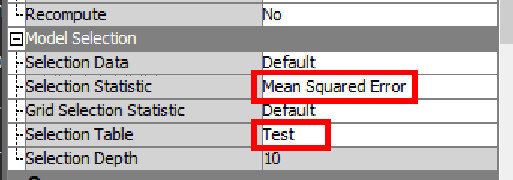 Recompute No
Model Selection
Selection Data Default
Selection Statistic Mean Squared Error
Grid Selection Statistic Default
Selection Table Test
Selection Depth 10